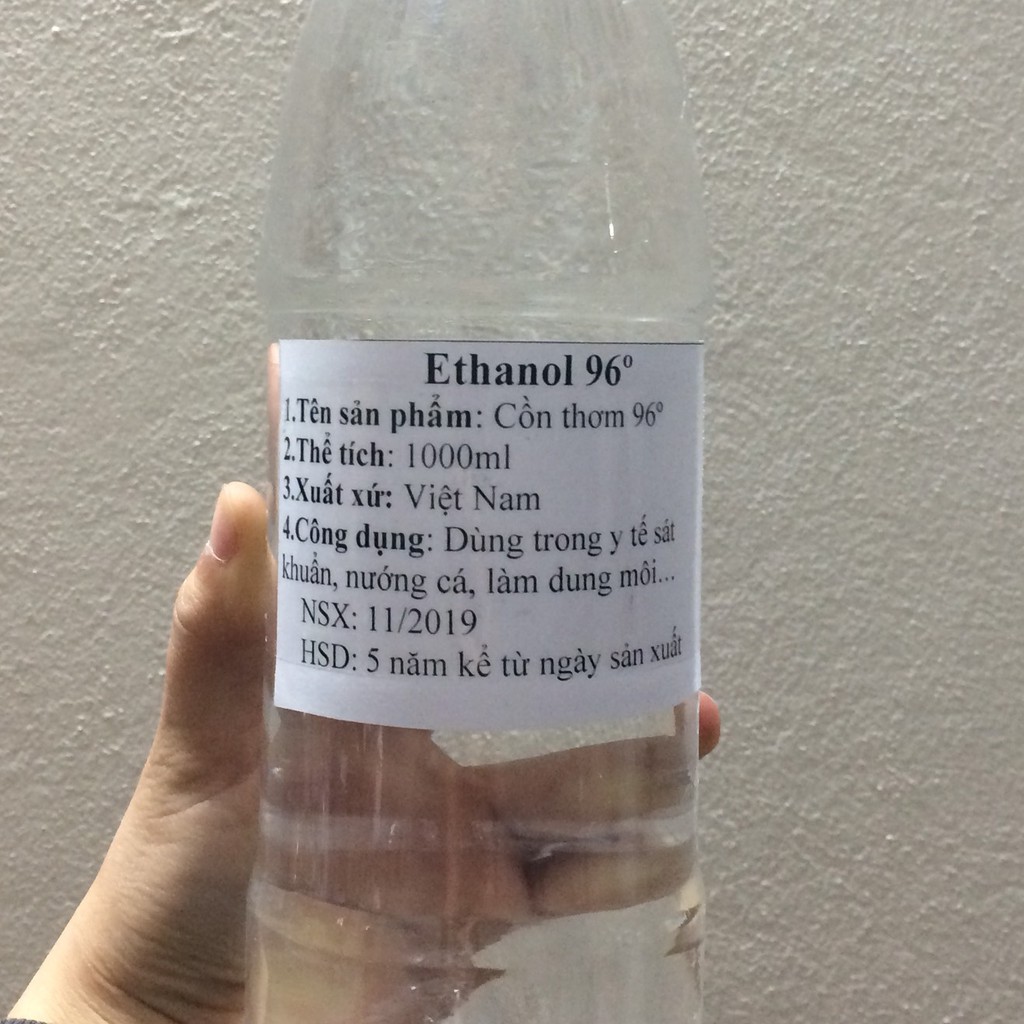 Ethanol 96º
1.Tên sản phẩm: Cồn thơm 96º
2.Thể tích: 1000ml
3.Xuất xứ: Việt Nam
4.Công dụng: Dùng trong y tế sát
khuẩn, nướng cá, làm dung môi...
NSX: 11/2019
HSD: 5 năm kể từ ngày sản xuất